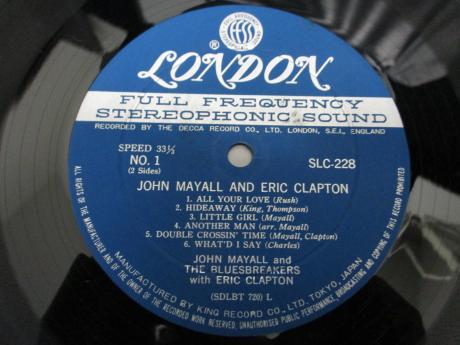 FULL FREQUENCY
STEREOPHONIC
®
LONDON
FULL FREQUENCY
STEREOPHONIC SOUND
RECORDED BY THE DECCA RECORD CO., LTD. LONDON, S.E.I., ENGLAND
SPEED 33⅓
NO. 1
(2 Sides)
SLC-228
JOHN MAYALL AND ERIC CLAPTON
1. ALL YOUR LOVE (Rush)
2. HIDEAWAY (King, Thompson)
3. LITTLE GIRL (Mayall)
4. ANOTHER MAN (arr. Mayall)
5. DOUBLE CROSSIN' TIME (Mayall, Clapton)
6. WHAT'D I SAY (Charles)
JOHN MAYALL and
THE BLUESBREAKERS
with ERIC CLAPTON
(SDLBT 720) L
MANUFACTURED BY KING RECORD CO., LTD., TOKYO, JAPAN
ALL RIGHTS OF THE MANUFACTURER AND OF THE OWNER OF THE RECORDED WORK RESERVED, UNAUTHORISED PUBLIC PERFORMANCE, BROADCASTING AND COPYING OF THIS RECORD PROHIBITED